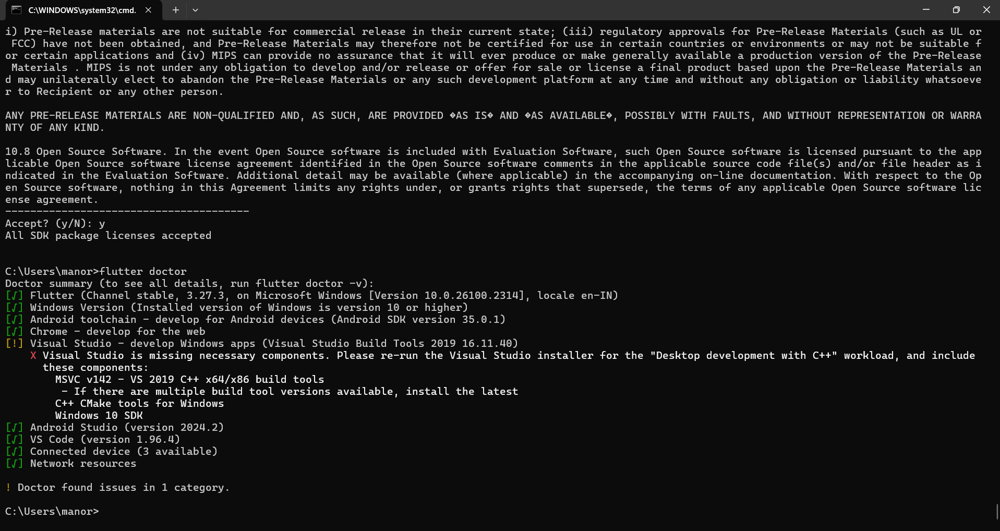 C:\WINDOWS\system32\cmd.
i) Pre-Release materials are not suitable for commercial release in their current state; (iii) regulatory approvals for Pre-Release Materials (such as UL or
 FCC) have not been obtained, and Pre-Release Materials may therefore not be certified for use in certain countries or environments or may not be suitable f
or certain applications and (iv) MIPS can provide no assurance that it will ever produce or make generally available a production version of the Pre-Release
 Materials . MIPS is not under any obligation to develop and/or release or offer for sale or license a final product based upon the Pre-Release Materials an
d may unilaterally elect to abandon the Pre-Release Materials or any such development platform at any time and without any obligation or liability whatsoeve
r to Recipient or any other person.
ANY PRE-RELEASE MATERIALS ARE NON-QUALIFIED AND, AS SUCH, ARE PROVIDED �AS IS� AND �AS AVAILABLE�, POSSIBLY WITH FAULTS, AND WITHOUT REPRESENTATION OR WARRA
NTY OF ANY KIND.
10.8 Open Source Software. In the event Open Source software is included with Evaluation Software, such Open Source software is licensed pursuant to the app
licable Open Source software license agreement identified in the Open Source software comments in the applicable source code file(s) and/or file header as i
ndicated in the Evaluation Software. Additional detail may be available (where applicable) in the accompanying on-line documentation. With respect to the Op
en Source software, nothing in this Agreement limits any rights under, or grants rights that supersede, the terms of any applicable Open Source software lic
ense agreement.
---------------------------------------
Accept? (y/N): y
All SDK package licenses accepted
C:\Users\manor>flutter doctor
Doctor summary (to see all details, run flutter doctor -v):
[√] Flutter (Channel stable, 3.27.3, on Microsoft Windows [Version 10.0.26100.2314], locale en-IN)
[√] Windows Version (Installed version of Windows is version 10 or higher)
[√] Android toolchain - develop for Android devices (Android SDK version 35.0.1)
[√] Chrome - develop for the web
[!] Visual Studio - develop Windows apps (Visual Studio Build Tools 2019 16.11.40)
    X Visual Studio is missing necessary components. Please re-run the Visual Studio installer for the "Desktop development with C++" workload, and include
      these components:
        MSVC v142 - VS 2019 C++ x64/x86 build tools
         - If there are multiple build tool versions available, install the latest
        C++ CMake tools for Windows
        Windows 10 SDK
[√] Android Studio (version 2024.2)
[√] VS Code (version 1.96.4)
[√] Connected device (3 available)
[√] Network resources
! Doctor found issues in 1 category.
C:\Users\manor>